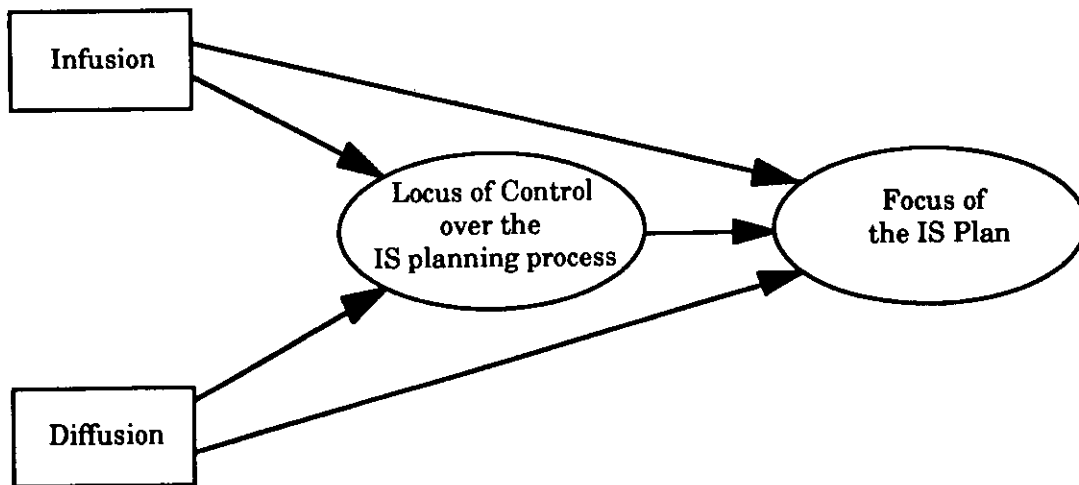 Infusion
Locus of Control
over the
IS planning process
Focus of
the IS Plan
Diffusion